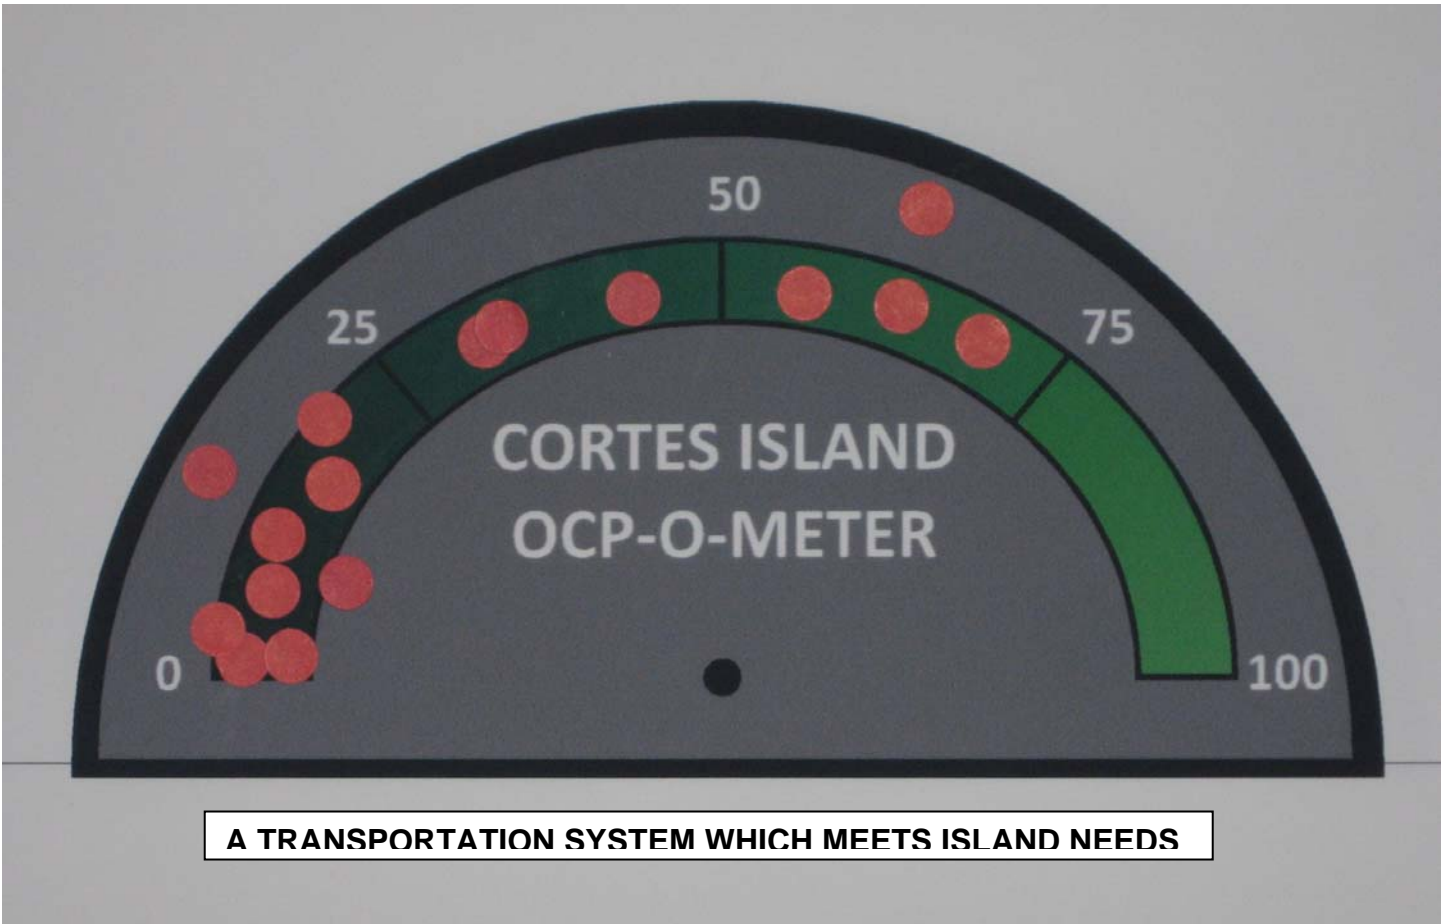 50
25
75
CORTES ISLAND
OCP-O-METER
0
100
A TRANSPORTATION SYSTEM WHICH MEETS ISLAND NEEDS